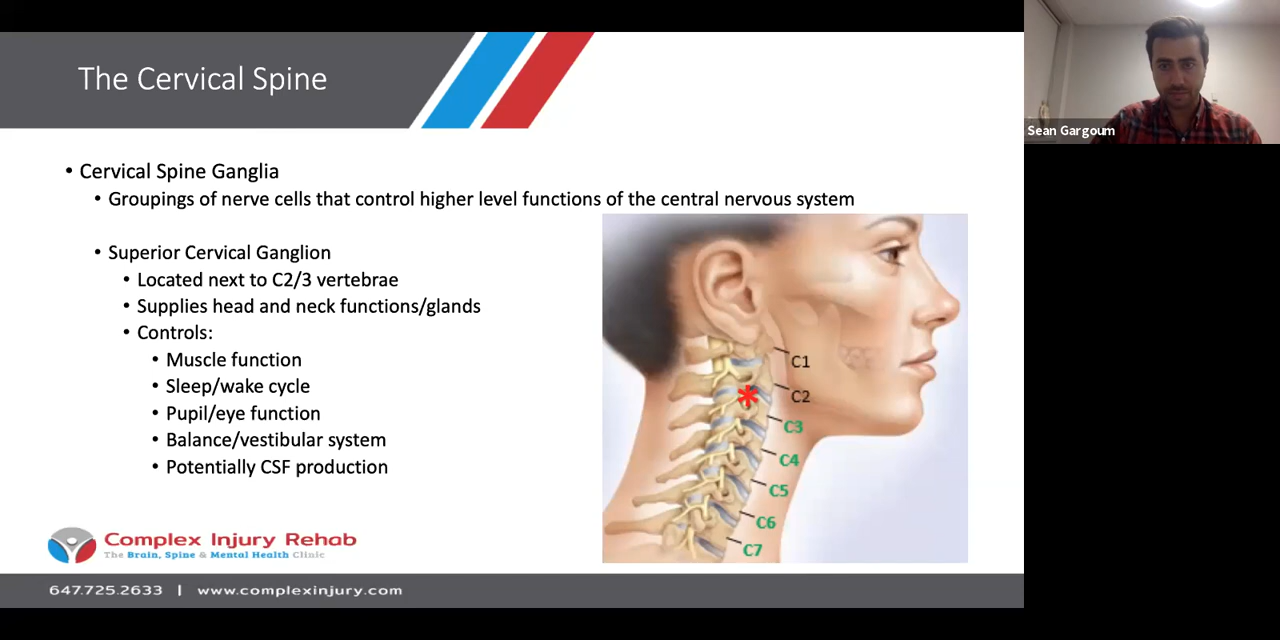 The Cervical Spine
Sean Gargoum
• Cervical Spine Ganglia
• Groupings of nerve cells that control higher level functions of the central nervous system
• Superior Cervical Ganglion
• Located next to C2/3 vertebrae
• Supplies head and neck functions/glands
• Controls:
• Muscle function
• Sleep/wake cycle
• Pupil/eye function
• Balance/vestibular system
• Potentially CSF production
C1
*
C2
C3
C4
C5
C6
C7
Complex Injury Rehab
The Brain, Spine & Mental Health Clinic
647.725.2633 | www.complexinjury.com